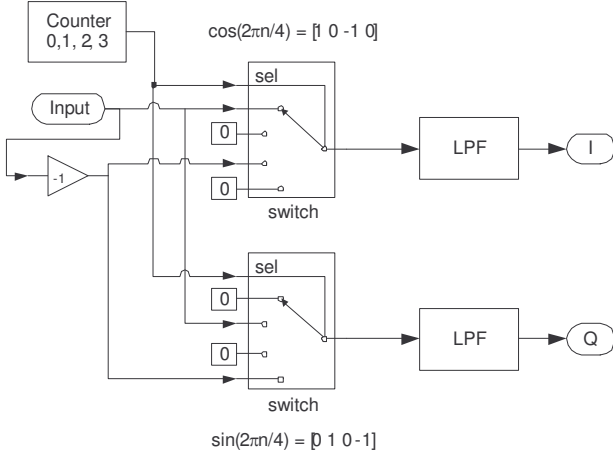 Counter
0,1, 2, 3
cos(2πn/4) = [1 0 -1 0]
sel
Input
0
LPF
I
-1
0
switch
sel
0
0
LPF
Q
switch
sin(2πn/4) = [0 1 0 -1]